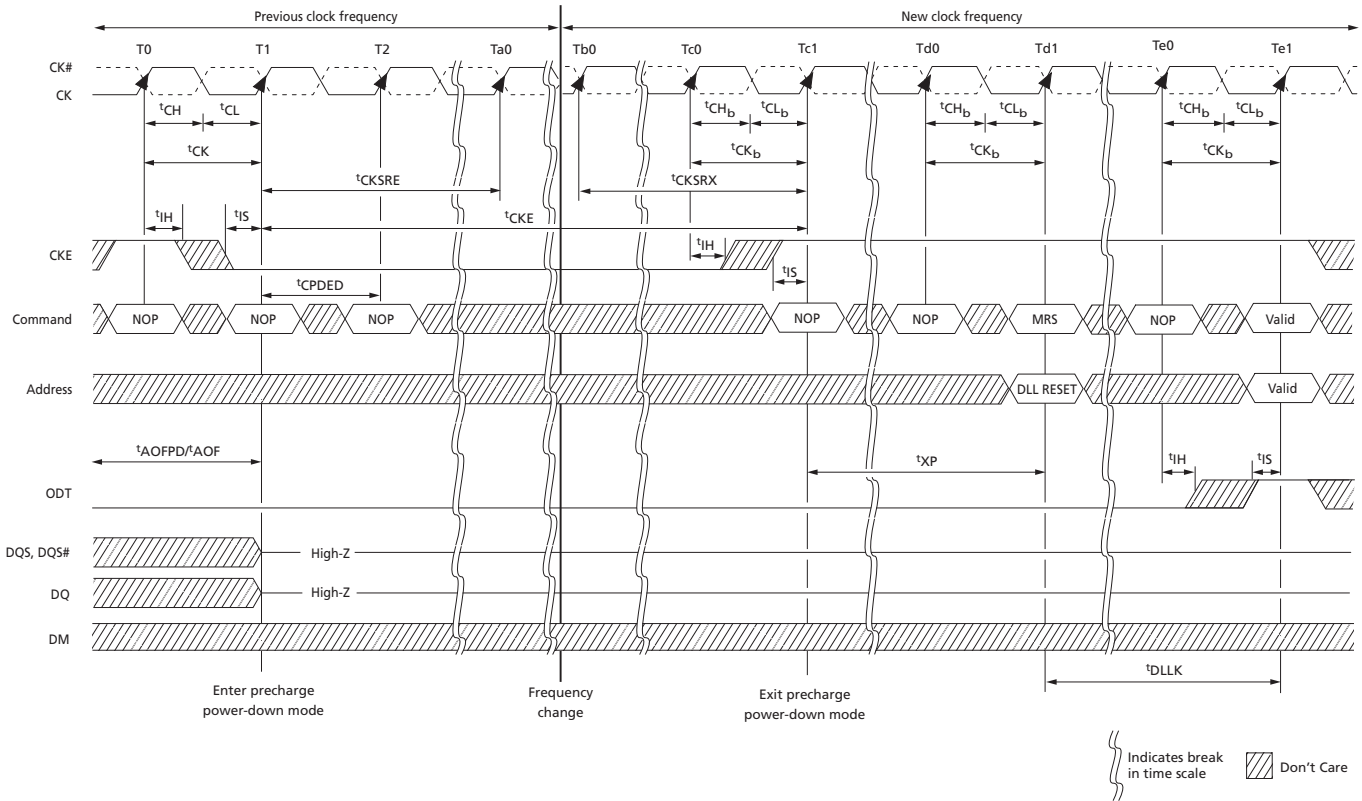 Previous clock frequency New clock frequency
T0 T1 T2 Ta0 Tb0 Tc0 Tc1 Td0 Td1 Te0 Te1
CK#
CK
tCH tCL tCHb tCLb tCHb tCLb tCHb tCLb
tCK tCKb tCKb tCKb
tCKSRE tCKSRX
tIH tIS tCKE
CKE tIH
tIS
tCPDED
Command NOP NOP NOP NOP NOP MRS NOP Valid
Address DLL RESET Valid
tAOFPD/tAOF tXP tIH tIS
ODT
DQS, DQS# High-Z
DQ High-Z
DM
tDLLK
Enter precharge
power-down mode
Frequency
change
Exit precharge
power-down mode
Indicates break
in time scale
Don't Care